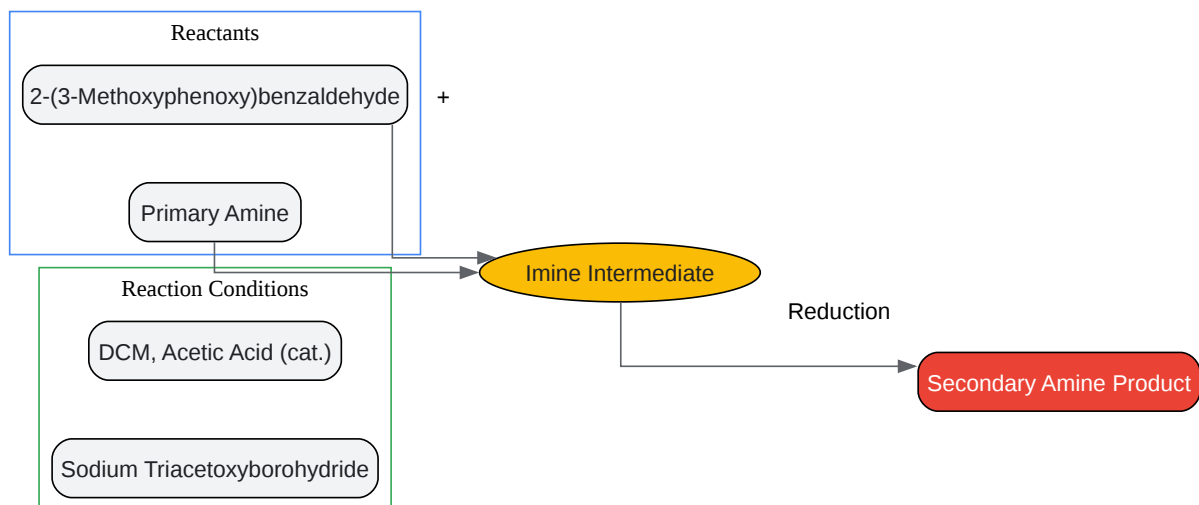 Reactants
2-(3-Methoxyphenoxy)benzaldehyde
+
Primary Amine
Imine Intermediate
Reaction Conditions
DCM, Acetic Acid (cat.)
Reduction
Secondary Amine Product
Sodium Triacetoxyborohydride